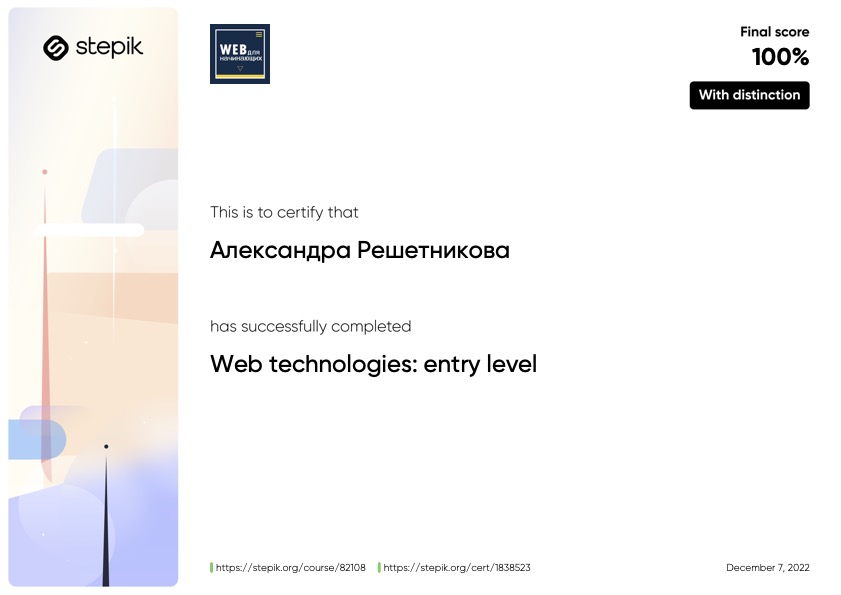 stepik
WEB для
начинающих
Final score
100%
With distinction
This is to certify that
Александра Решетникова
has successfully completed
Web technologies: entry level
https://stepik.org/course/82108 https://stepik.org/cert/1838523
December 7, 2022